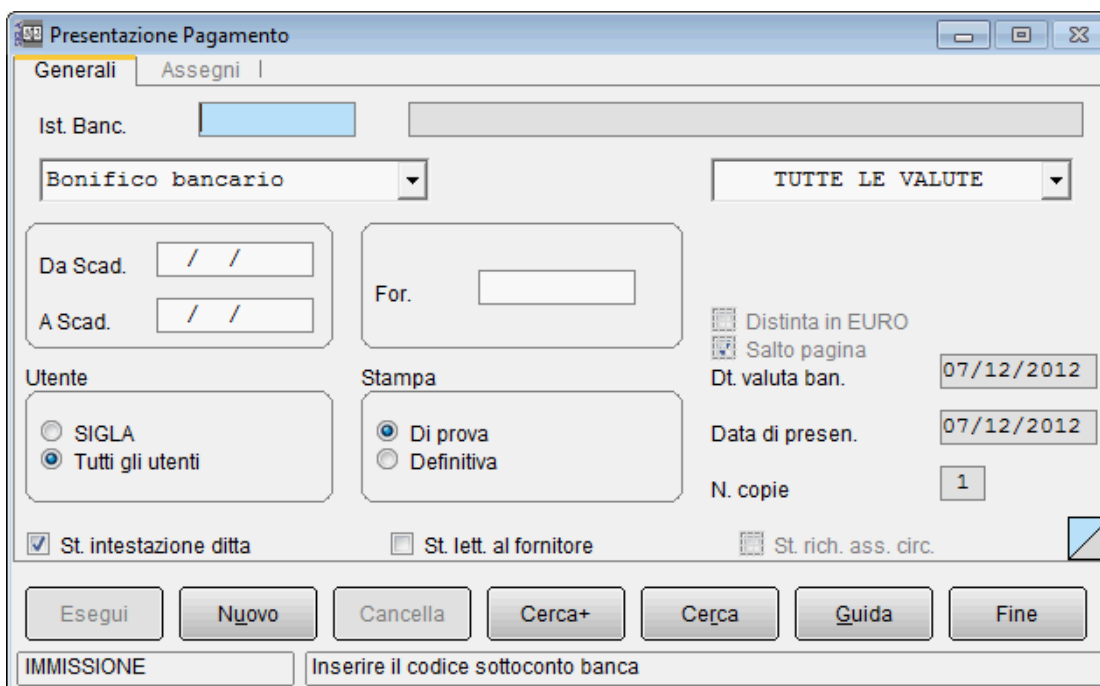 Presentazione Pagamento
Generali Assegni
Ist. Banc.
Bonifico bancario TUTTE LE VALUTE
Da Scad. / /
A Scad. / /
For.
Distinta in EURO
Salto pagina
Utente
SIGLA
Tutti gli utenti
Stampa
Di prova
Definitiva
Dt. valuta ban. 07/12/2012
Data di presen. 07/12/2012
N. copie 1
St. intestazione ditta St. lett. al fornitore St. rich. ass. circ.
Esegui Nuovo Cancella Cerca+ Cerca Guida Fine
IMMISSIONE Inserire il codice sottoconto banca